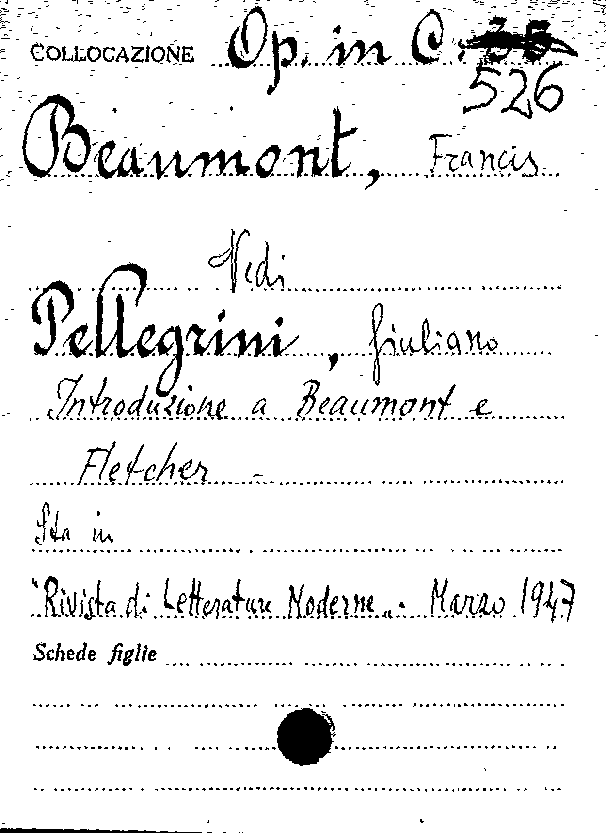 COLLOCAZIONE Op. in C.
526
Beaumont, Francis
Vedi
Pellegrini, Giuliano
Introduzione a Beaumont e
Fletcher -
Sta in
"Rivista di Letterature Moderne„. Marzo 1947
Schede figlie